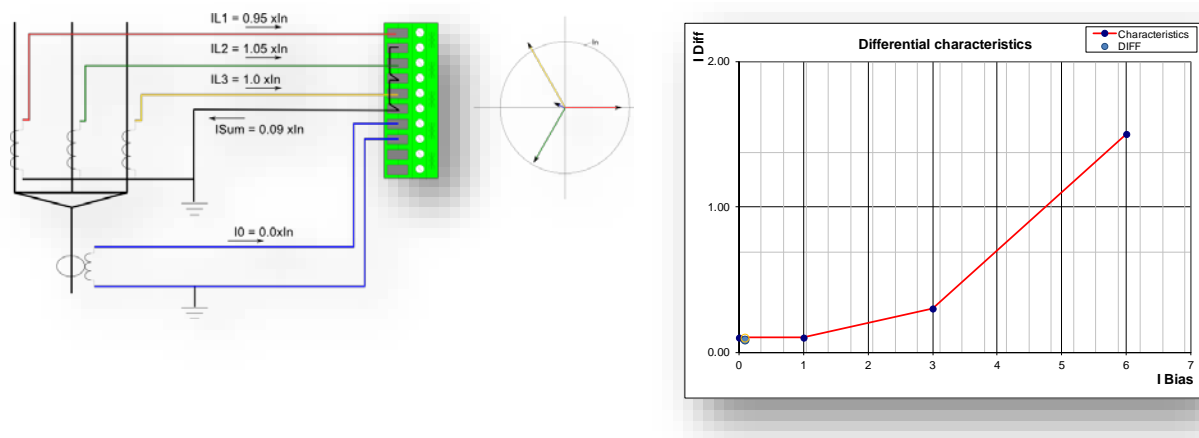 IL1 = 0.95 xIn
IL2 = 1.05 xIn
IL3 = 1.0 xIn
ISum = 0.09 xIn
I0 = 0.0xIn
In
Differential characteristics
Characteristics
DIFF
I Diff
2.00
1.00
0.00
0
1
2
3
4
5
6
7
I Bias